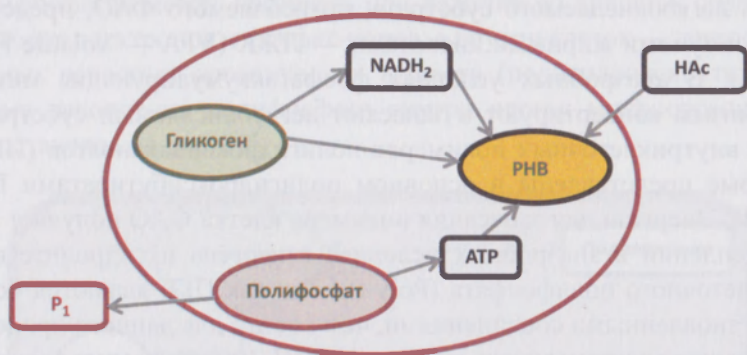 NADH₂
HAc
Гликоген
PHB
ATP
Полифосфат
P₁